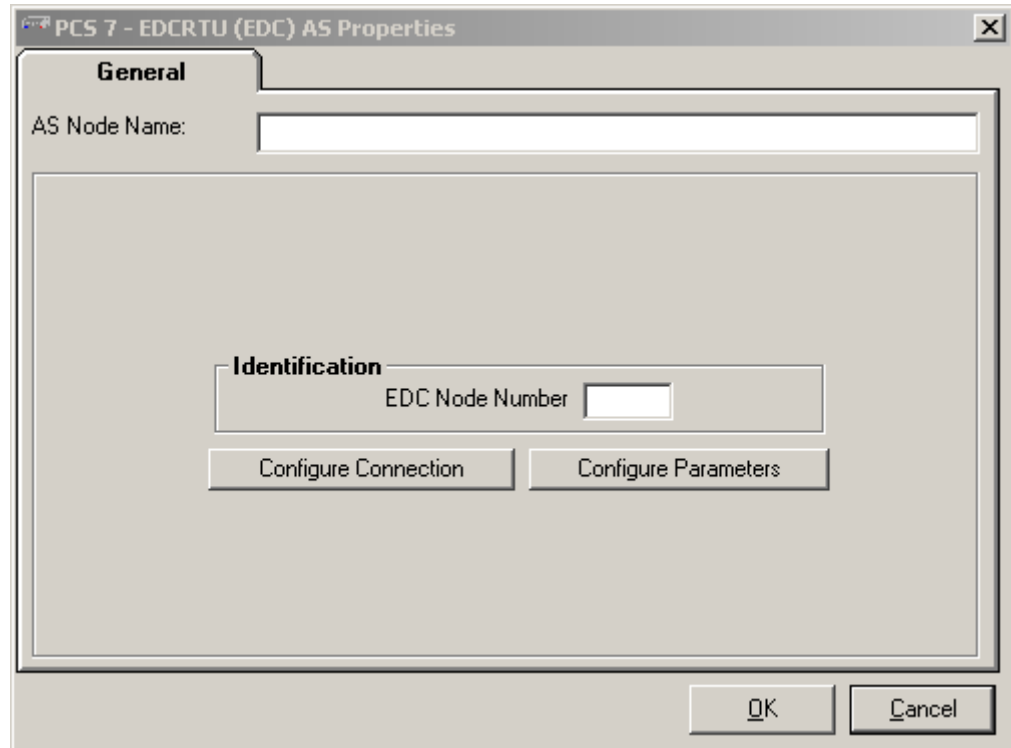 PCS 7 - EDCRTU (EDC) AS Properties
General
AS Node Name:
Identification
EDC Node Number
Configure Connection Configure Parameters
OK Cancel